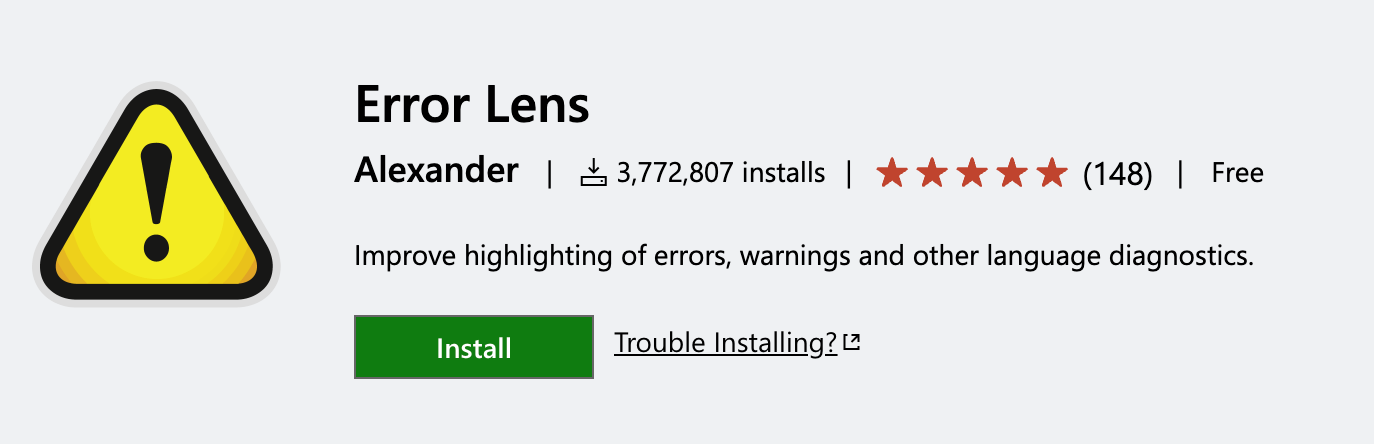 Error Lens
Alexander | 3,772,807 installs | (148) | Free
Improve highlighting of errors, warnings and other language diagnostics.
Install Trouble Installing?